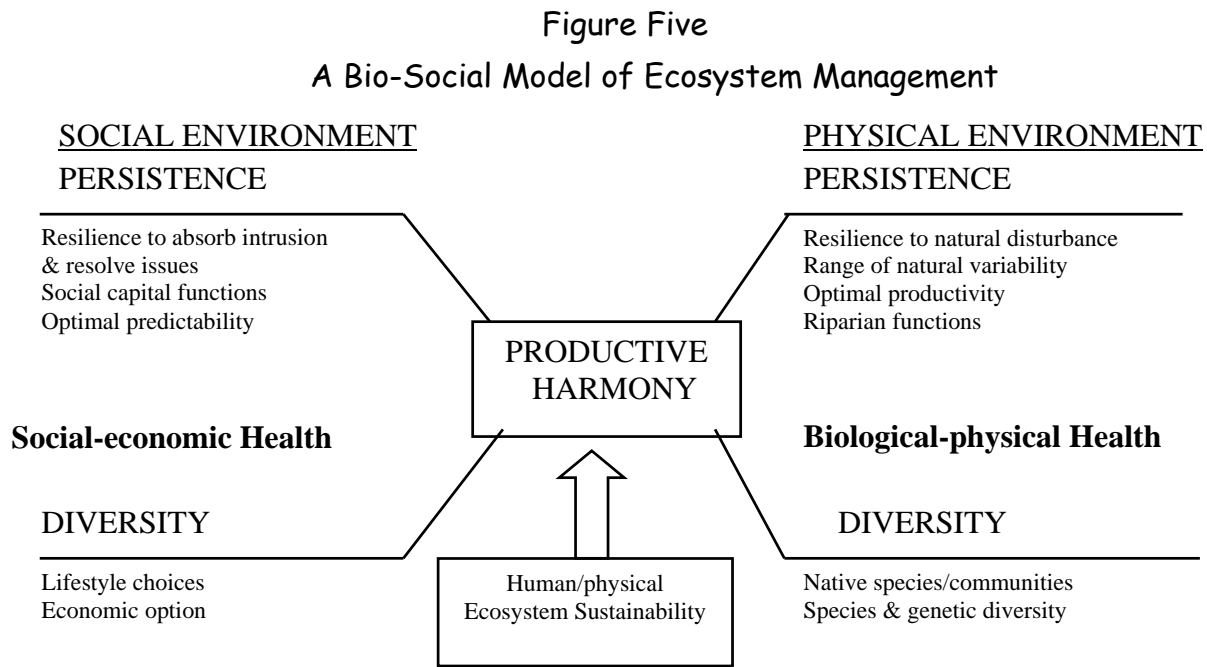 Figure Five
A Bio-Social Model of Ecosystem Management
SOCIAL ENVIRONMENT
PERSISTENCE
Resilience to absorb intrusion
& resolve issues
Social capital functions
Optimal predictability
PHYSICAL ENVIRONMENT
PERSISTENCE
Resilience to natural disturbance
Range of natural variability
Optimal productivity
Riparian functions
PRODUCTIVE
HARMONY
Social-economic Health
Biological-physical Health
DIVERSITY
Lifestyle choices
Economic option
Human/physical
Ecosystem Sustainability
DIVERSITY
Native species/communities
Species & genetic diversity